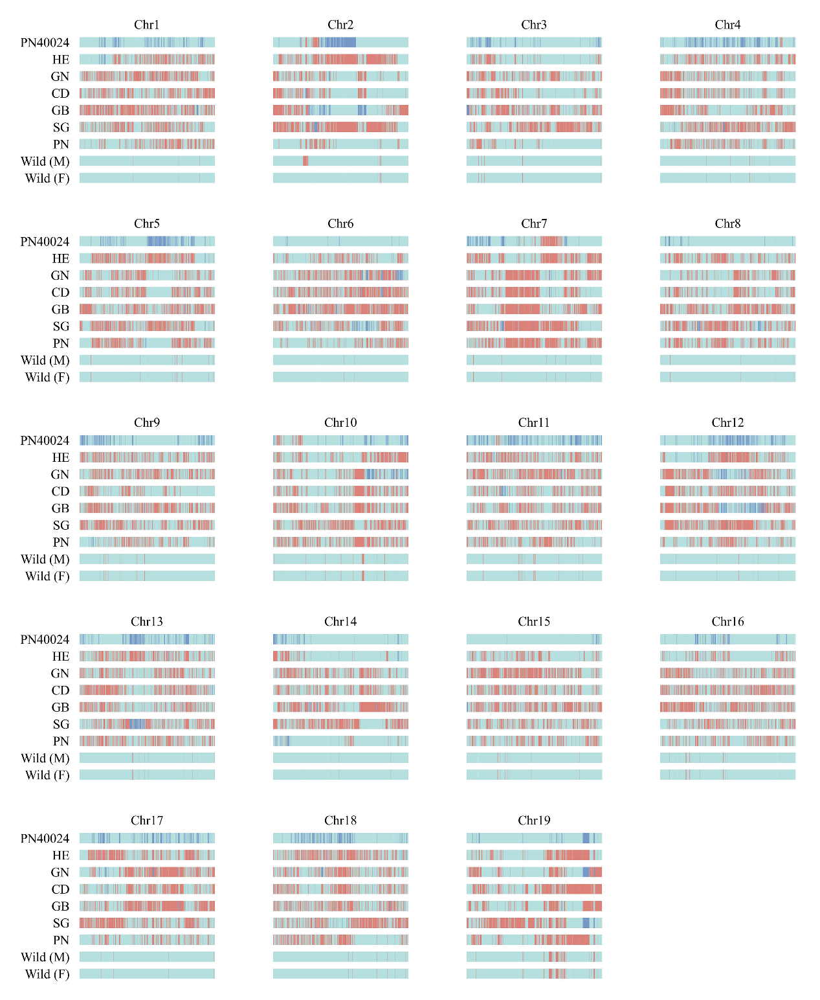 Chr1 Chr2 Chr3 Chr4
PN40024
HE
GN
CD
GB
SG
PN
Wild (M)
Wild (F)
Chr5 Chr6 Chr7 Chr8
PN40024
HE
GN
CD
GB
SG
PN
Wild (M)
Wild (F)
Chr9 Chr10 Chr11 Chr12
PN40024
HE
GN
CD
GB
SG
PN
Wild (M)
Wild (F)
Chr13 Chr14 Chr15 Chr16
PN40024
HE
GN
CD
GB
SG
PN
Wild (M)
Wild (F)
Chr17 Chr18 Chr19
PN40024
HE
GN
CD
GB
SG
PN
Wild (M)
Wild (F)